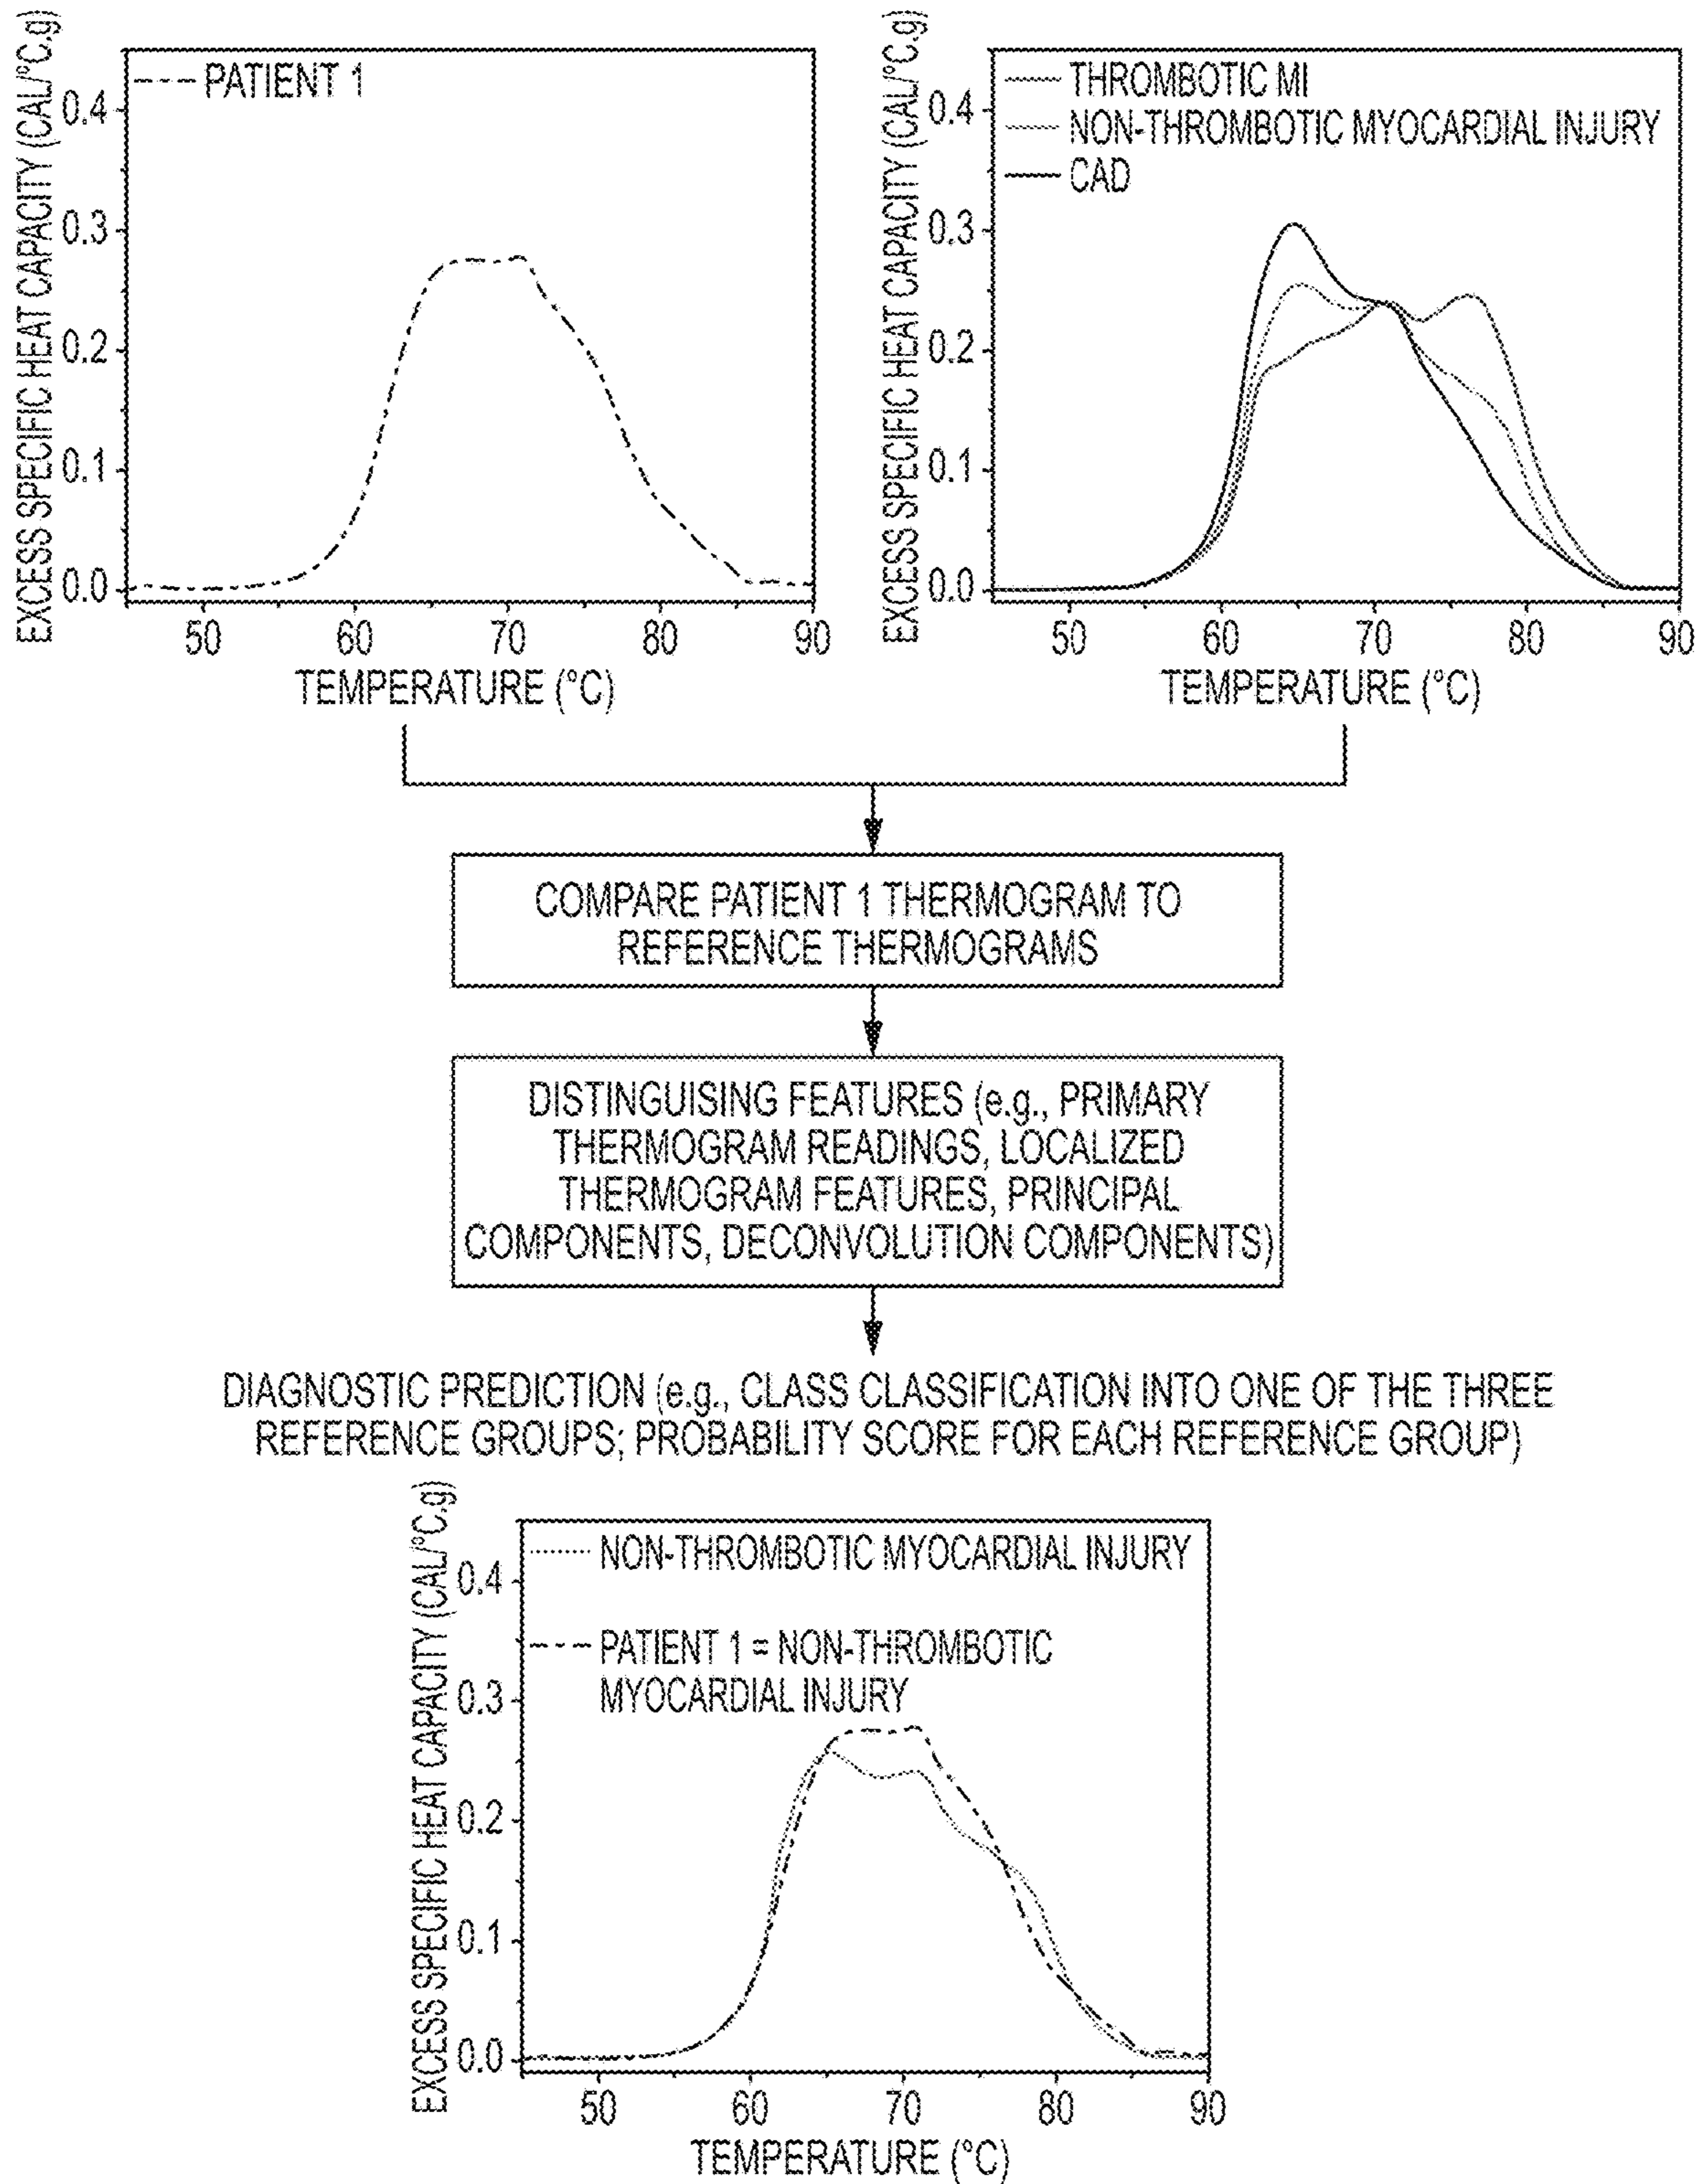 EXCESS SPECIFIC HEAT CAPACITY (CAL/°C.g)
PATIENT 1
0.4
0.3
0.2
0.1
0.0
50
60
70
80
90
TEMPERATURE (°C)
EXCESS SPECIFIC HEAT CAPACITY (CAL/°C.g)
THROMBOTIC MI
NON-THROMBOTIC MYOCARDIAL INJURY
CAD
0.4
0.3
0.2
0.1
0.0
50
60
70
80
90
TEMPERATURE (°C)
COMPARE PATIENT 1 THERMOGRAM TO
REFERENCE THERMOGRAMS
DISTINGUISING FEATURES (e.g., PRIMARY
THERMOGRAM READINGS, LOCALIZED
THERMOGRAM FEATURES, PRINCIPAL
COMPONENTS, DECONVOLUTION COMPONENTS)
DIAGNOSTIC PREDICTION (e.g., CLASS CLASSIFICATION INTO ONE OF THE THREE
REFERENCE GROUPS; PROBABILITY SCORE FOR EACH REFERENCE GROUP)
EXCESS SPECIFIC HEAT CAPACITY (CAL/°C.g)
NON-THROMBOTIC MYOCARDIAL INJURY
PATIENT 1 = NON-THROMBOTIC
MYOCARDIAL INJURY
0.4
0.3
0.2
0.1
0.0
50
60
70
80
90
TEMPERATURE (°C)